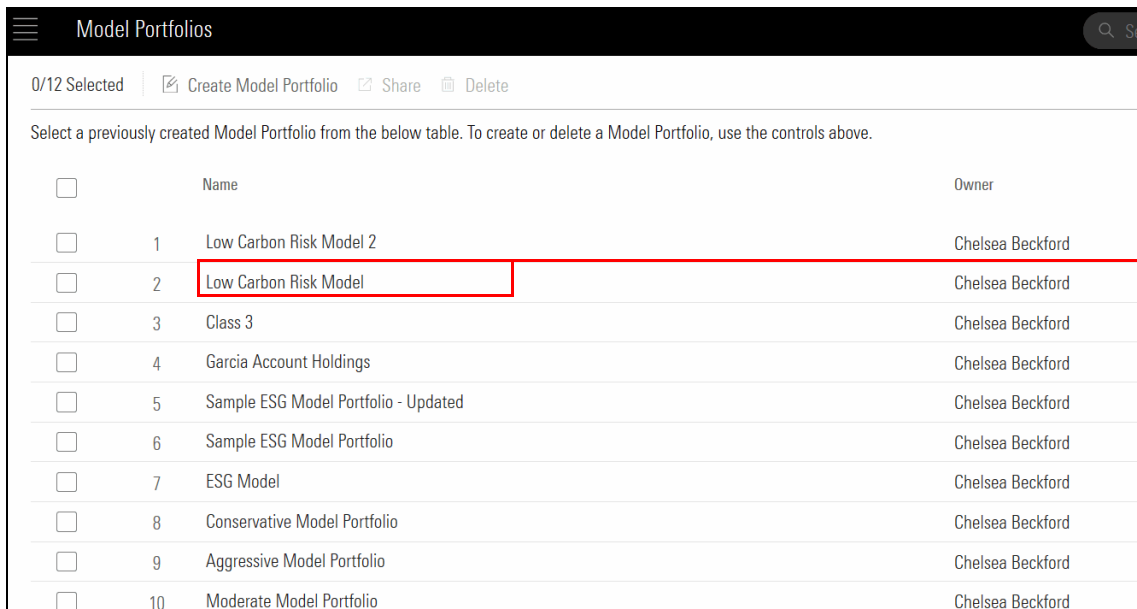 Model Portfolios
0/12 Selected Create Model Portfolio Share Delete
Select a previously created Model Portfolio from the below table. To create or delete a Model Portfolio, use the controls above.
Name Owner
1 Low Carbon Risk Model 2 Chelsea Beckford
2 Low Carbon Risk Model Chelsea Beckford
3 Class 3 Chelsea Beckford
4 Garcia Account Holdings Chelsea Beckford
5 Sample ESG Model Portfolio - Updated Chelsea Beckford
6 Sample ESG Model Portfolio Chelsea Beckford
7 ESG Model Chelsea Beckford
8 Conservative Model Portfolio Chelsea Beckford
9 Aggressive Model Portfolio Chelsea Beckford
10 Moderate Model Portfolio Chelsea Beckford